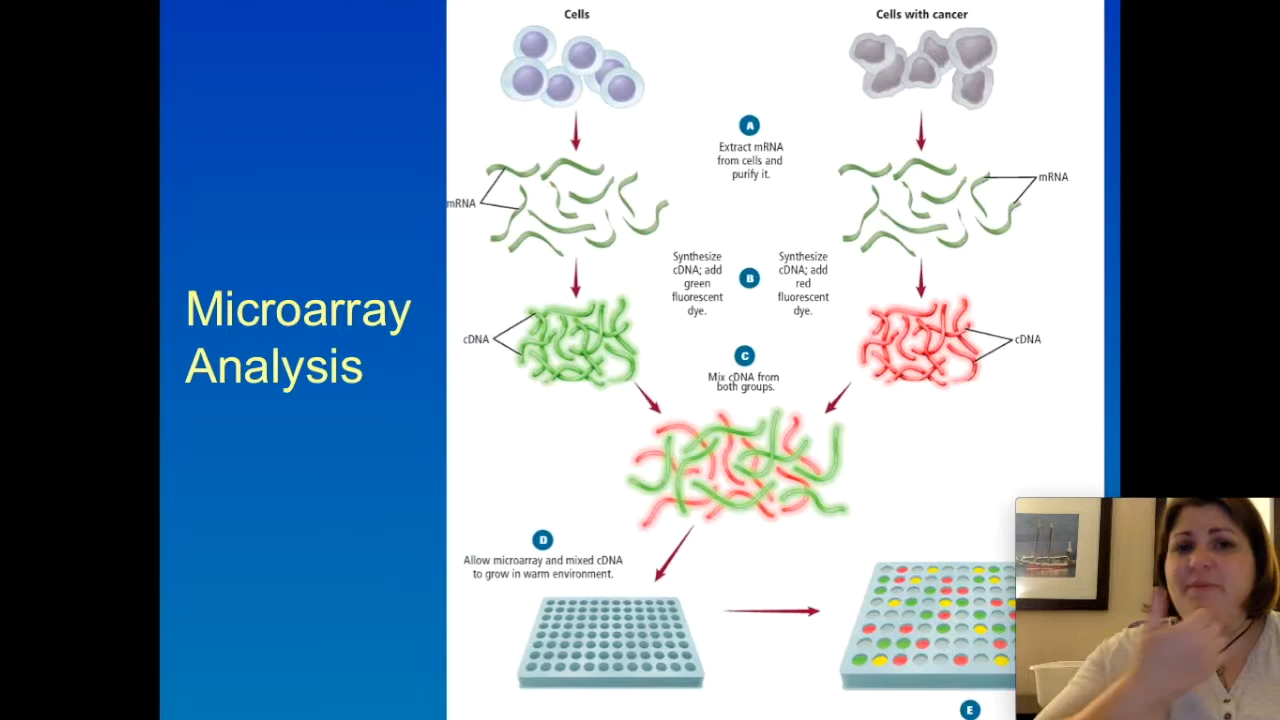 Microarray
Analysis
Cells
Cells with cancer
A
Extract mRNA
from cells and
purify it.
mRNA
mRNA
Synthesize
cDNA; add
green
fluorescent
dye.
B
Synthesize
cDNA; add
red
fluorescent
dye.
cDNA
cDNA
C
Mix cDNA from
both groups.
D
Allow microarray and mixed cDNA
to grow in warm environment.
E